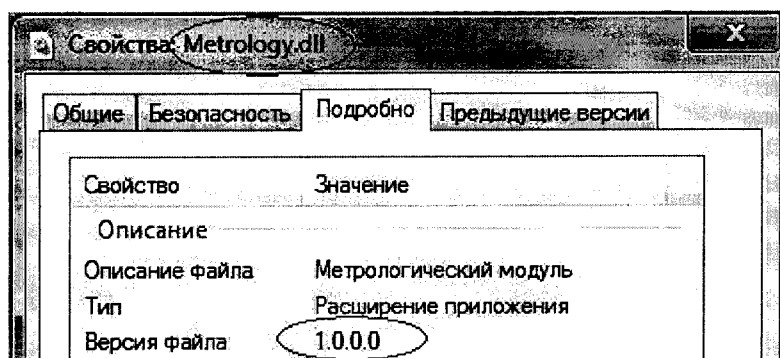 Свойства: Metrology.dll
Общие Безопасность Подробно Предыдущие версии
Свойство Значение
Описание
Описание файла Метрологический модуль
Тип Расширение приложения
Версия файла 1.0.0.0